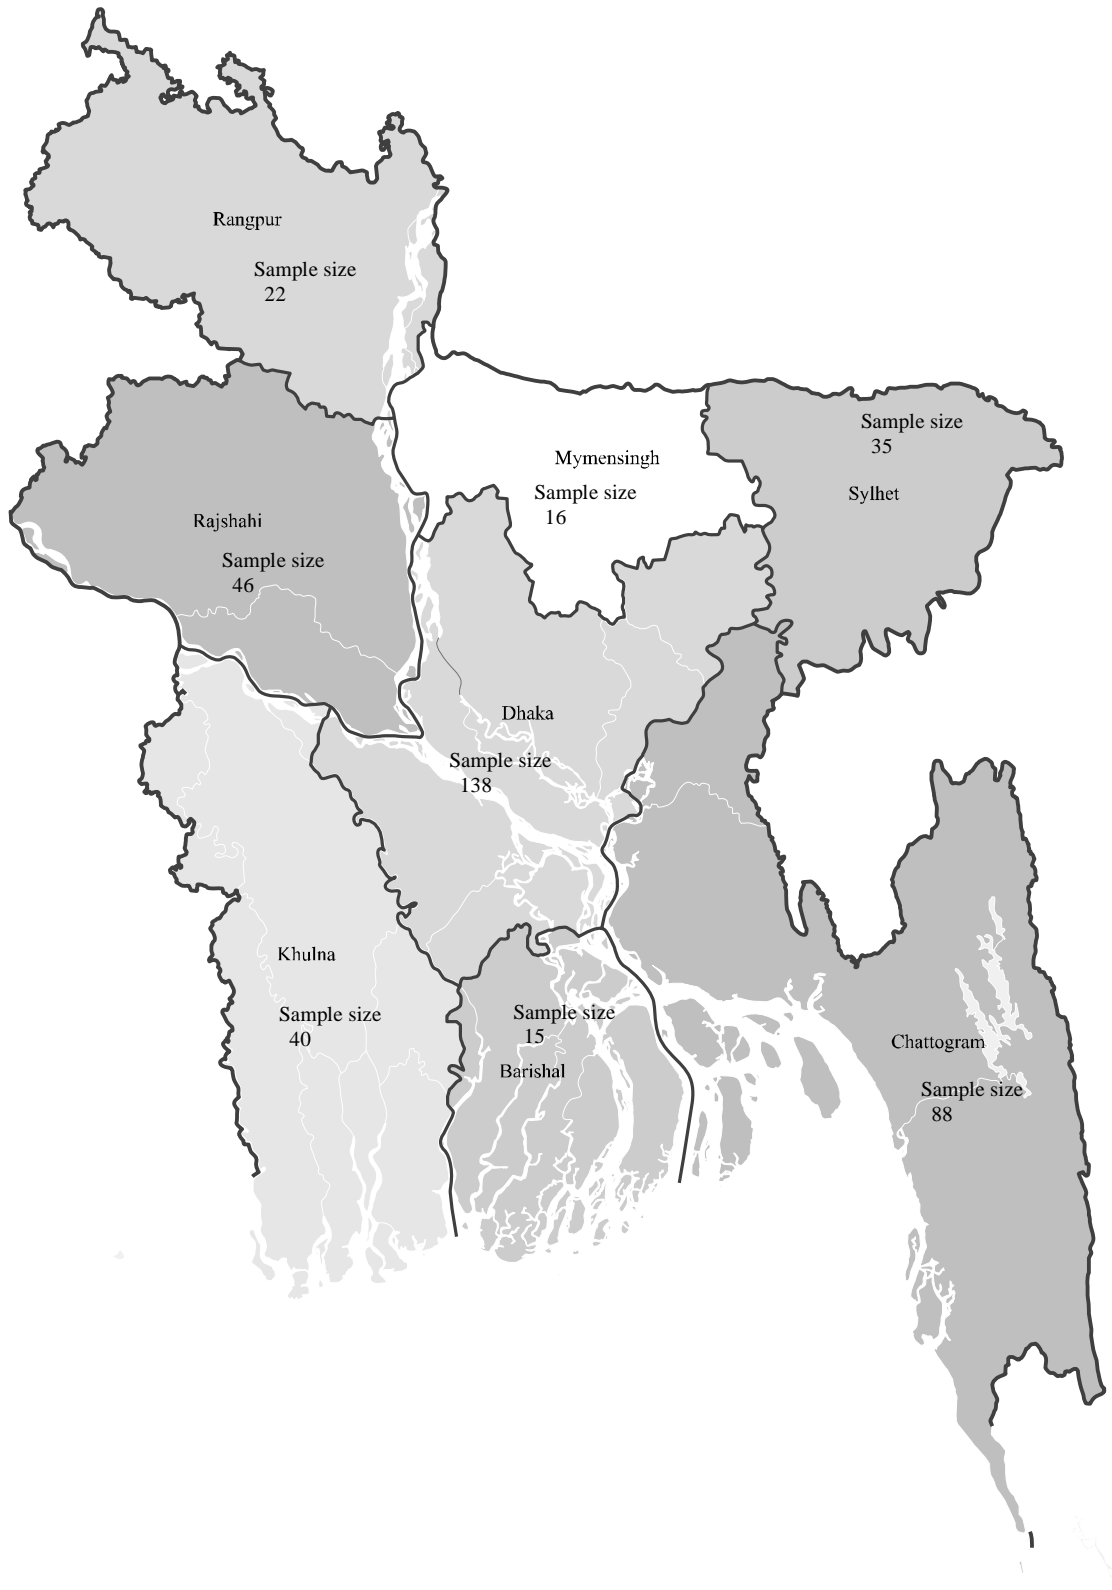 Rangpur
Sample size
22
Sample size
35
Mymensingh
Sample size
16
Sylhet
Rajshahi
Sample size
46
Dhaka
Sample size
138
Khulna
Sample size
40
Sample size
15
Barishal
Chattogram
Sample size
88